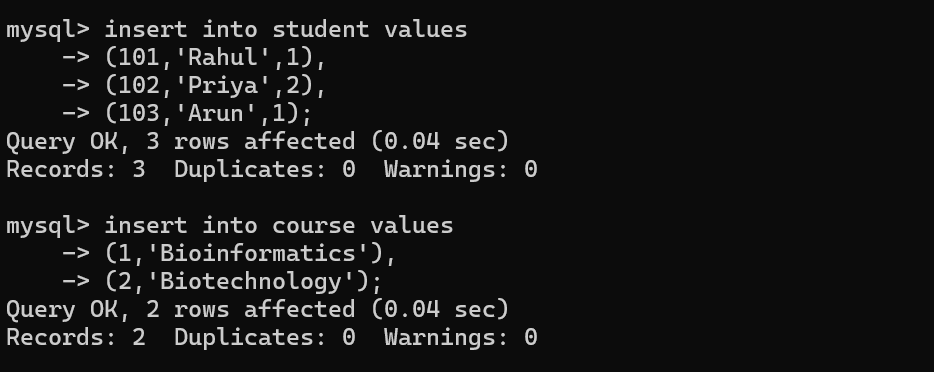 mysql> insert into student values
    -> (101,'Rahul',1),
    -> (102,'Priya',2),
    -> (103,'Arun',1);
Query OK, 3 rows affected (0.04 sec)
Records: 3  Duplicates: 0  Warnings: 0

mysql> insert into course values
    -> (1,'Bioinformatics'),
    -> (2,'Biotechnology');
Query OK, 2 rows affected (0.04 sec)
Records: 2  Duplicates: 0  Warnings: 0